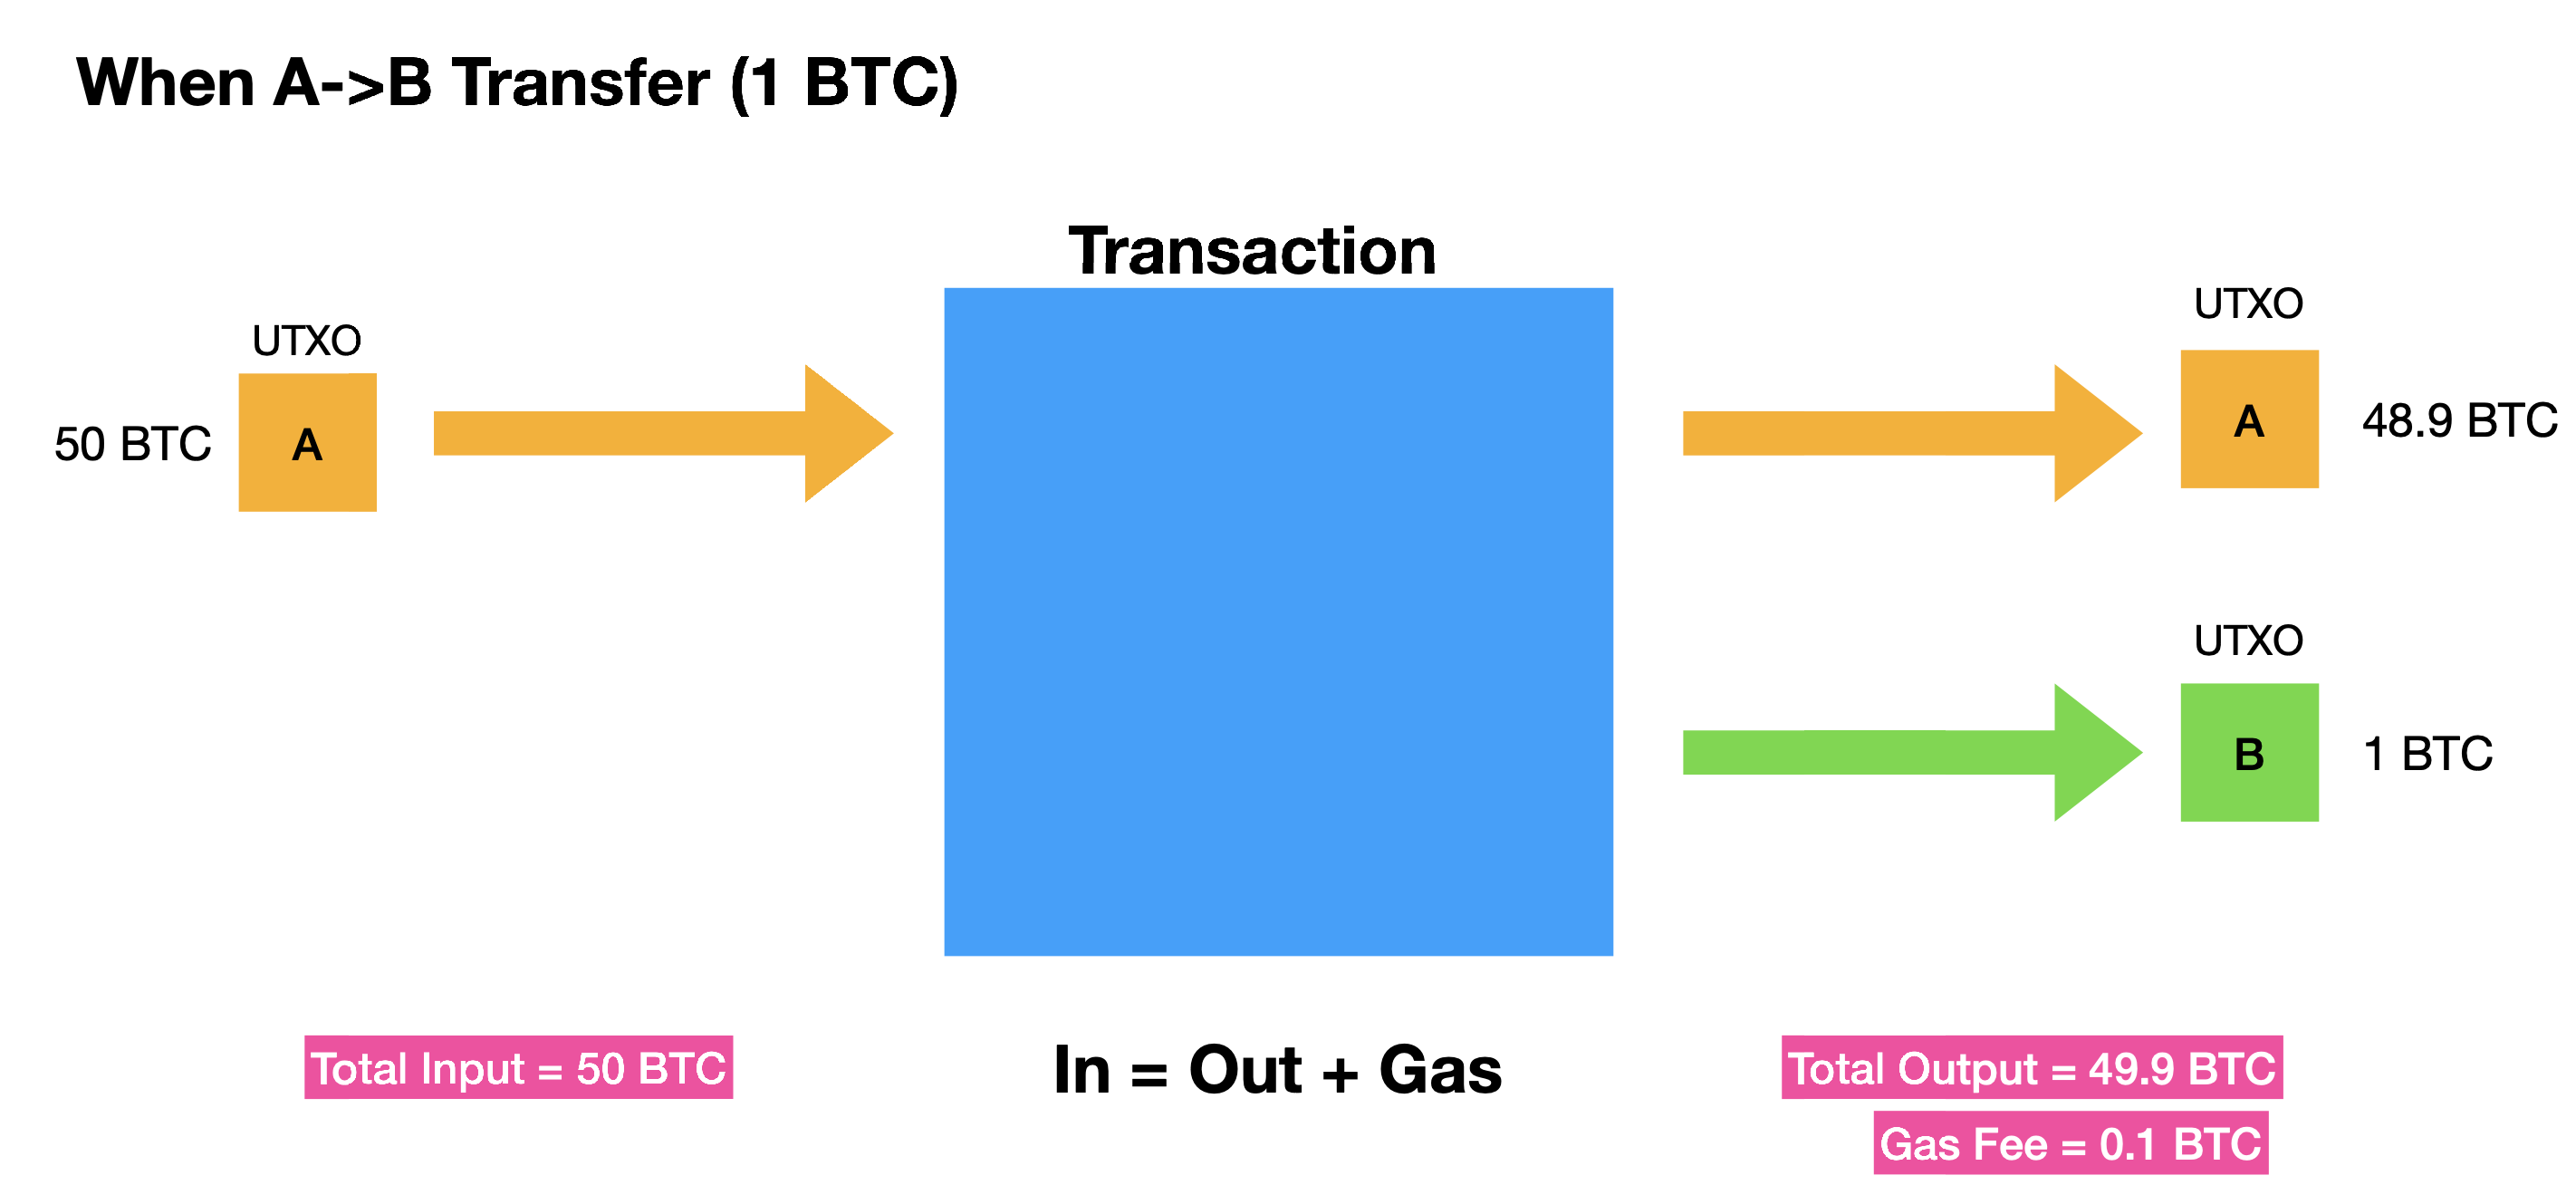 When A->B Transfer (1 BTC)
Transaction
UTXO
50 BTC
A
UTXO
A
48.9 BTC
UTXO
B
1 BTC
Total Input = 50 BTC
In = Out + Gas
Total Output = 49.9 BTC
Gas Fee = 0.1 BTC